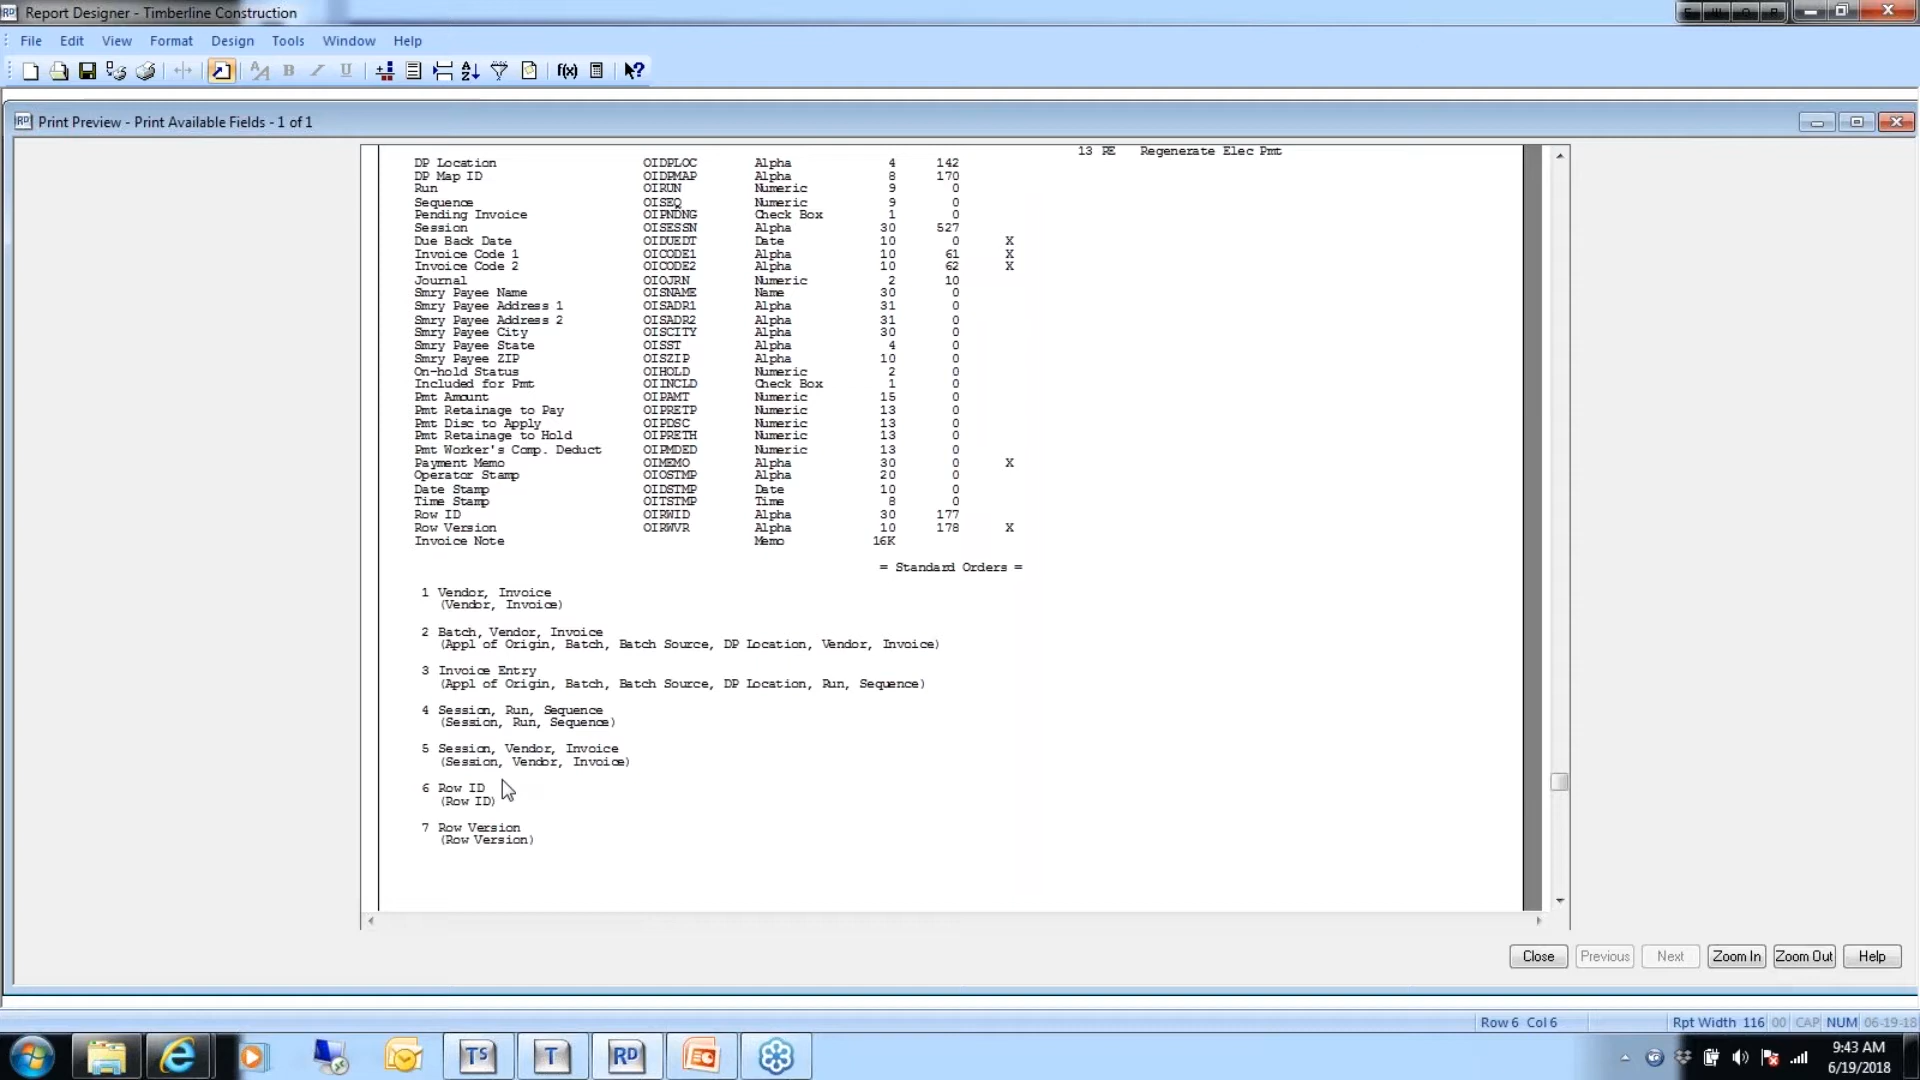 Report Designer - Timberline Construction
File Edit View Format Design Tools Window Help
Print Preview - Print Available Fields - 1 of 1
13 RE Regenerate Elec Pmt
DP Location OIDPLOC Alpha 4 142
DP Map ID OIDPMAP Alpha 8 170
Run OIRUN Numeric 9 0
Sequence OISEQ Numeric 9 0
Pending Invoice OIPNDNG Check Box 1 0
Session OISESSN Alpha 30 527
Due Back Date OIDUEDT Date 10 0 X
Invoice Code 1 OICODE1 Alpha 10 61 X
Invoice Code 2 OICODE2 Alpha 10 62 X
Journal OIOJRN Numeric 2 10
Smry Payee Name OISNAME Name 30 0
Smry Payee Address 1 OISADR1 Alpha 31 0
Smry Payee Address 2 OISADR2 Alpha 31 0
Smry Payee City OISCITY Alpha 30 0
Smry Payee State OISST Alpha 4 0
Smry Payee ZIP OISZIP Alpha 10 0
On-hold Status OIHOLD Numeric 2 0
Included for Pmt OIINCLD Check Box 1 0
Pmt Amount OIPAMT Numeric 15 0
Pmt Retainage to Pay OIPRETP Numeric 13 0
Pmt Disc to Apply OIPDSC Numeric 13 0
Pmt Retainage to Hold OIPRETH Numeric 13 0
Pmt Worker's Comp. Deduct OIPMDED Numeric 13 0
Payment Memo OIMEMO Alpha 30 0 X
Operator Stamp OIOSTMP Alpha 20 0
Date Stamp OIDSTMP Date 10 0
Time Stamp OITSTMP Time 8 0
Row ID OIRWID Alpha 30 177
Row Version OIRWVR Alpha 10 178 X
Invoice Note Memo 16K
= Standard Orders =
1 Vendor, Invoice
(Vendor, Invoice)
2 Batch, Vendor, Invoice
(Appl of Origin, Batch, Batch Source, DP Location, Vendor, Invoice)
3 Invoice Entry
(Appl of Origin, Batch, Batch Source, DP Location, Run, Sequence)
4 Session, Run, Sequence
(Session, Run, Sequence)
5 Session, Vendor, Invoice
(Session, Vendor, Invoice)
6 Row ID
(Row ID)
7 Row Version
(Row Version)
Close Previous Next Zoom In Zoom Out Help
Row 6 Col 6 Rpt Width 116 00 CAP NUM 06-19-18
TS T RD
9:43 AM
6/19/2018